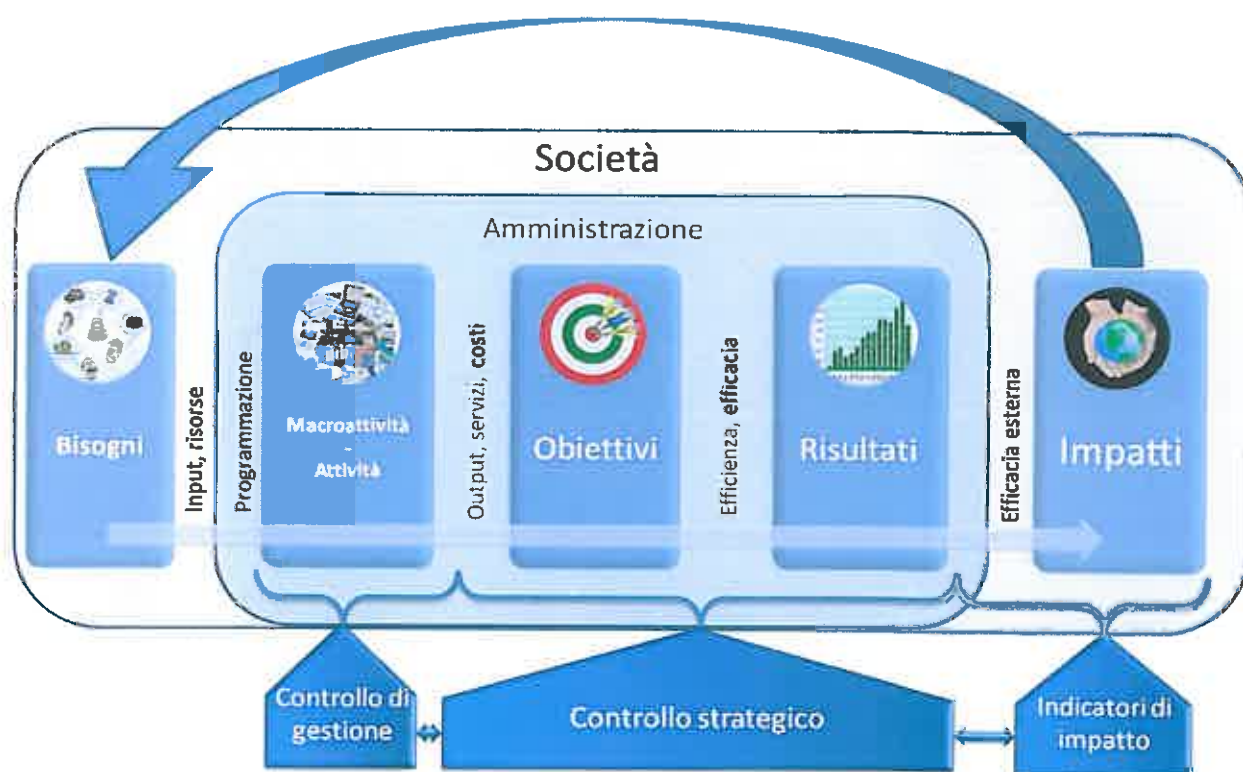 Società
Amministrazione
Bisogni
Input, risorse
Programmazione
Macroattività
-
Attività
Output, servizi, costi
Obiettivi
Efficienza, efficacia
Risultati
Efficacia esterna
Impatti
Controllo di
gestione
Controllo strategico
Indicatori di
impatto